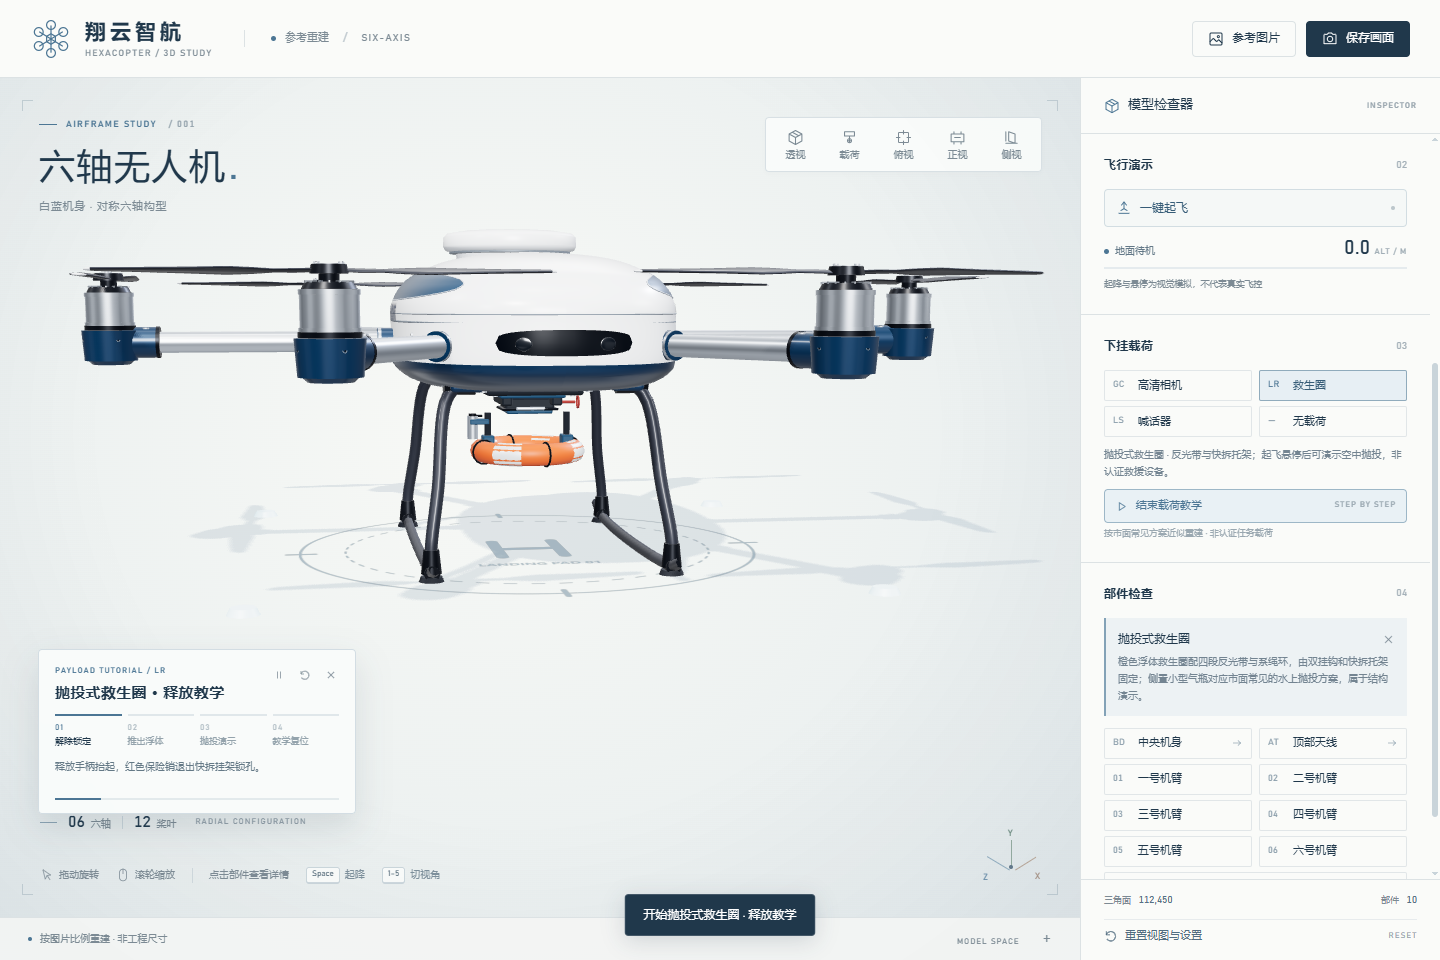 翔云智航
HEXACOPTER / 3D STUDY
参考重建 / SIX-AXIS
参考图片
保存画面
AIRFRAME STUDY / 001
六轴无人机.
白蓝机身 · 对称六轴构型
透视 载荷 俯视 正视 侧视
LANDING PAD 01
PAYLOAD TUTORIAL / LR
抛投式救生圈 • 释放教学
01 02 03 04
解除锁定 推出浮体 抛投演示 教学复位
释放手柄抬起，红色保险销退出快拆挂架锁孔。
06 六轴 12 桨叶 RADIAL CONFIGURATION
拖动旋转 滚轮缩放 点击部件查看详情 Space 起降 1-5 切视角
Y
Z X
开始抛投式救生圈 · 释放教学
按图片比例重建 · 非工程尺寸
MODEL SPACE +
模型检查器 INSPECTOR
飞行演示 02
一键起飞
地面待机 0.0 ALT / M
起降与悬停为视觉模拟，不代表真实飞控
下挂载荷 03
GC 高清相机 LR 救生圈
LS 喊话器 — 无载荷
抛投式救生圈 · 反光带与快拆托架；起飞悬停后可演示空中抛投，非
认证救援设备。
结束载荷教学 STEP BY STEP
按市面常见方案近似重建 · 非认证任务载荷
部件检查 04
抛投式救生圈
橙色浮体救生圈配四段反光带与系绳环，由双挂钩和快拆托架
固定；侧置小型气瓶对应市面常见的水上抛投方案，属于结构
演示。
BD 中央机身 → AT 顶部天线 →
01 一号机臂 02 二号机臂
03 三号机臂 04 四号机臂
05 五号机臂 06 六号机臂
三角面 112,450 部件 10
重置视图与设置 RESET